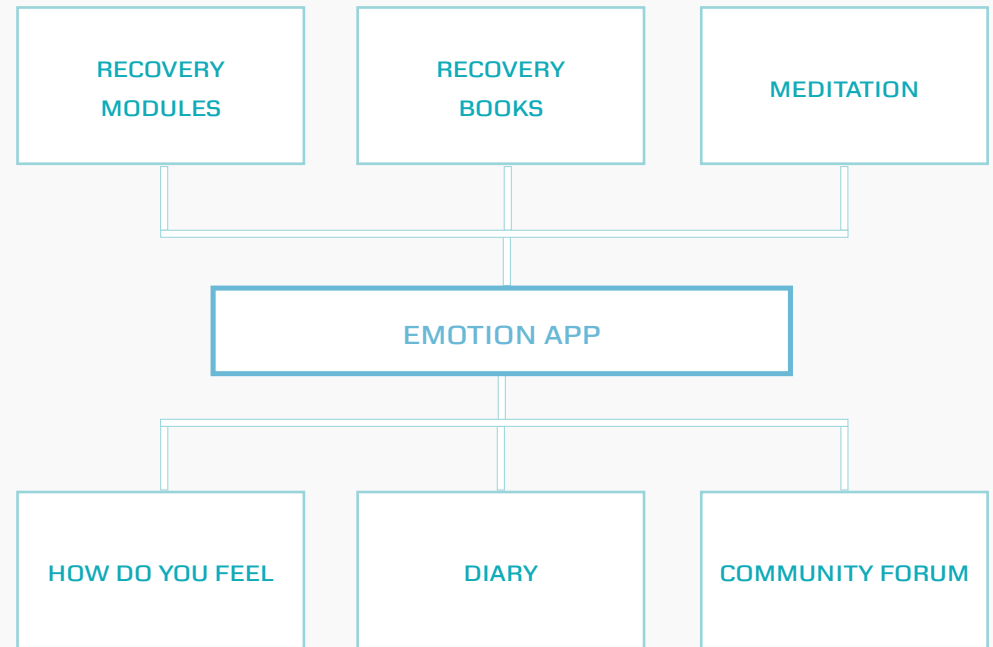 RECOVERY
MODULES
RECOVERY
BOOKS
MEDITATION
EMOTION APP
HOW DO YOU FEEL
DIARY
COMMUNITY FORUM